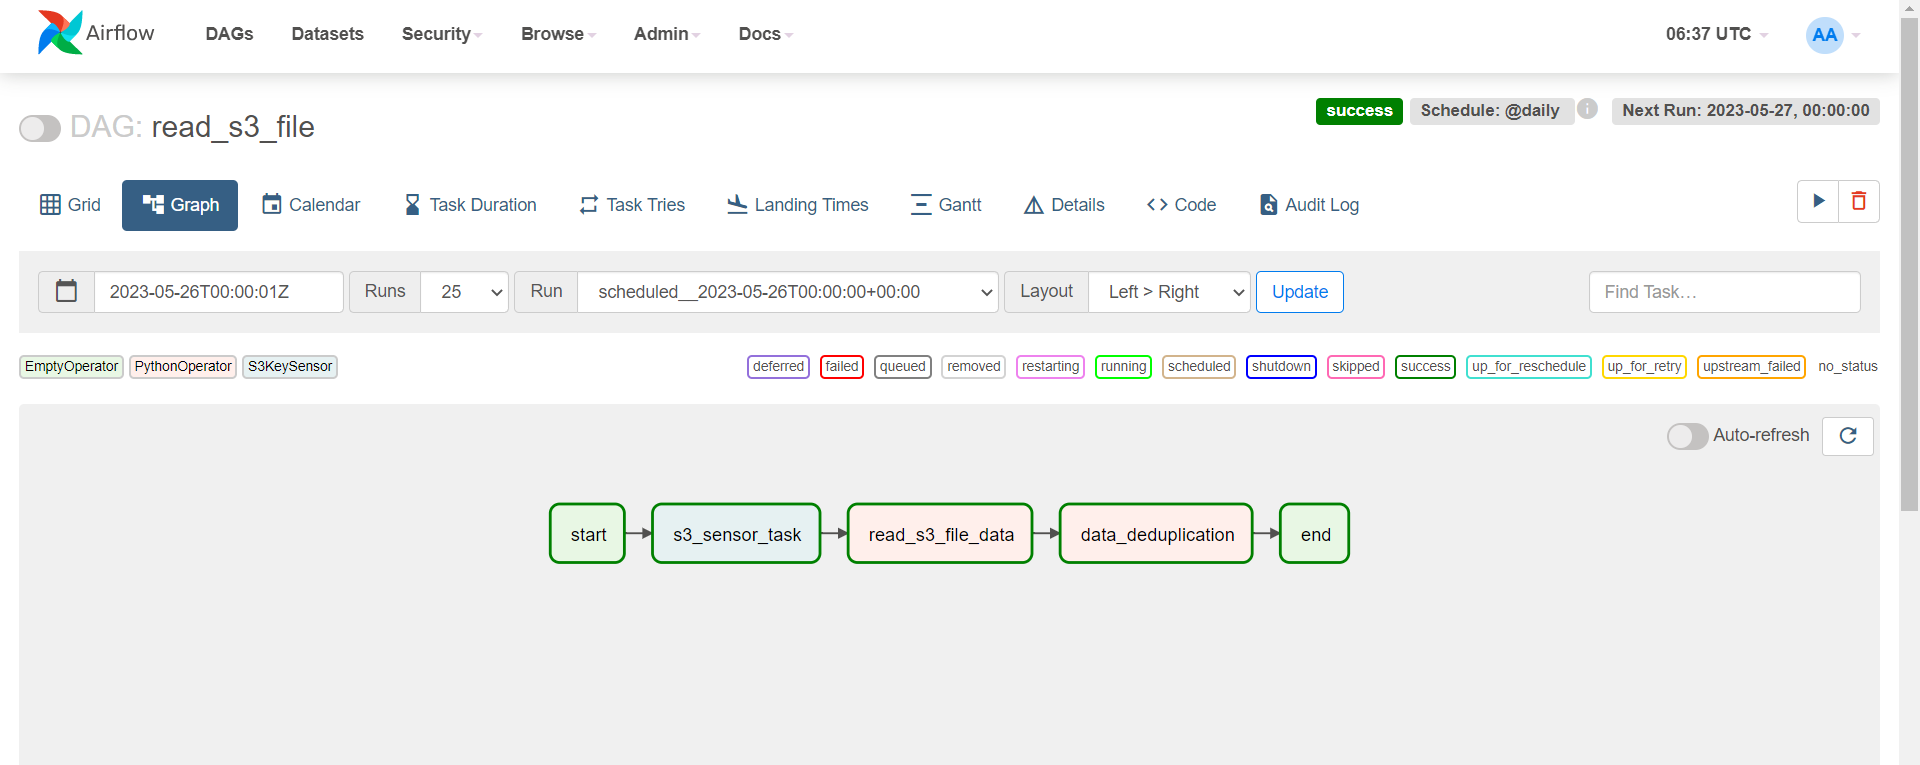 Airflow DAGs Datasets Security Browse Admin Docs 06:37 UTC AA
success Schedule: @daily i Next Run: 2023-05-27, 00:00:00
DAG: read_s3_file
Grid Graph Calendar Task Duration Task Tries Landing Times Gantt Details Code Audit Log
2023-05-26T00:00:01Z Runs 25 Run scheduled__2023-05-26T00:00:00+00:00 Layout Left > Right Update Find Task…
EmptyOperator PythonOperator S3KeySensor deferred failed queued removed restarting running scheduled shutdown skipped success up_for_reschedule up_for_retry upstream_failed no_status
Auto-refresh
start s3_sensor_task read_s3_file_data data_deduplication end